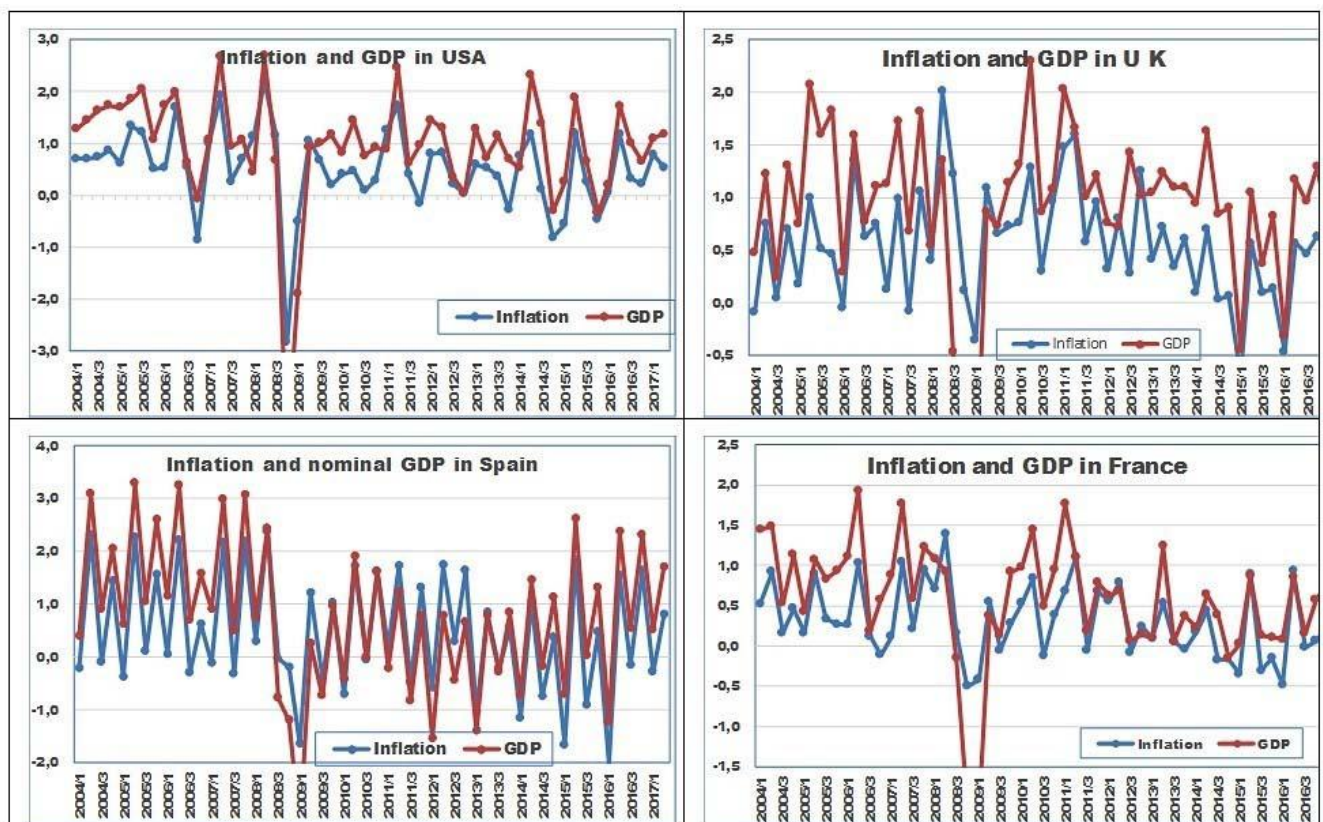 Inflation and GDP in USA
3,0
2,0
1,0
0,0
-1,0
-2,0
-3,0
Inflation GDP
2004/1 2004/3 2005/1 2005/3 2006/1 2006/3 2007/1 2007/3 2008/1 2008/3 2009/1 2009/3 2010/1 2010/3 2011/1 2011/3 2012/1 2012/3 2013/1 2013/3 2014/1 2014/3 2015/1 2015/3 2016/1 2016/3 2017/1
Inflation and GDP in U K
2,5
2,0
1,5
1,0
0,5
0,0
-0,5
Inflation GDP
2004/1 2004/3 2005/1 2005/3 2006/1 2006/3 2007/1 2007/3 2008/1 2008/3 2009/1 2009/3 2010/1 2010/3 2011/1 2011/3 2012/1 2012/3 2013/1 2013/3 2014/1 2014/3 2015/1 2015/3 2016/1 2016/3
Inflation and nominal GDP in Spain
4,0
3,0
2,0
1,0
0,0
-1,0
-2,0
Inflation GDP
2004/1 2004/3 2005/1 2005/3 2006/1 2006/3 2007/1 2007/3 2008/1 2008/3 2009/1 2009/3 2010/1 2010/3 2011/1 2011/3 2012/1 2012/3 2013/1 2013/3 2014/1 2014/3 2015/1 2015/3 2016/1 2016/3 2017/1
Inflation and GDP in France
2,5
2,0
1,5
1,0
0,5
0,0
-0,5
-1,0
-1,5
Inflation GDP
2004/1 2004/3 2005/1 2005/3 2006/1 2006/3 2007/1 2007/3 2008/1 2008/3 2009/1 2009/3 2010/1 2010/3 2011/1 2011/3 2012/1 2012/3 2013/1 2013/3 2014/1 2014/3 2015/1 2015/3 2016/1 2016/3